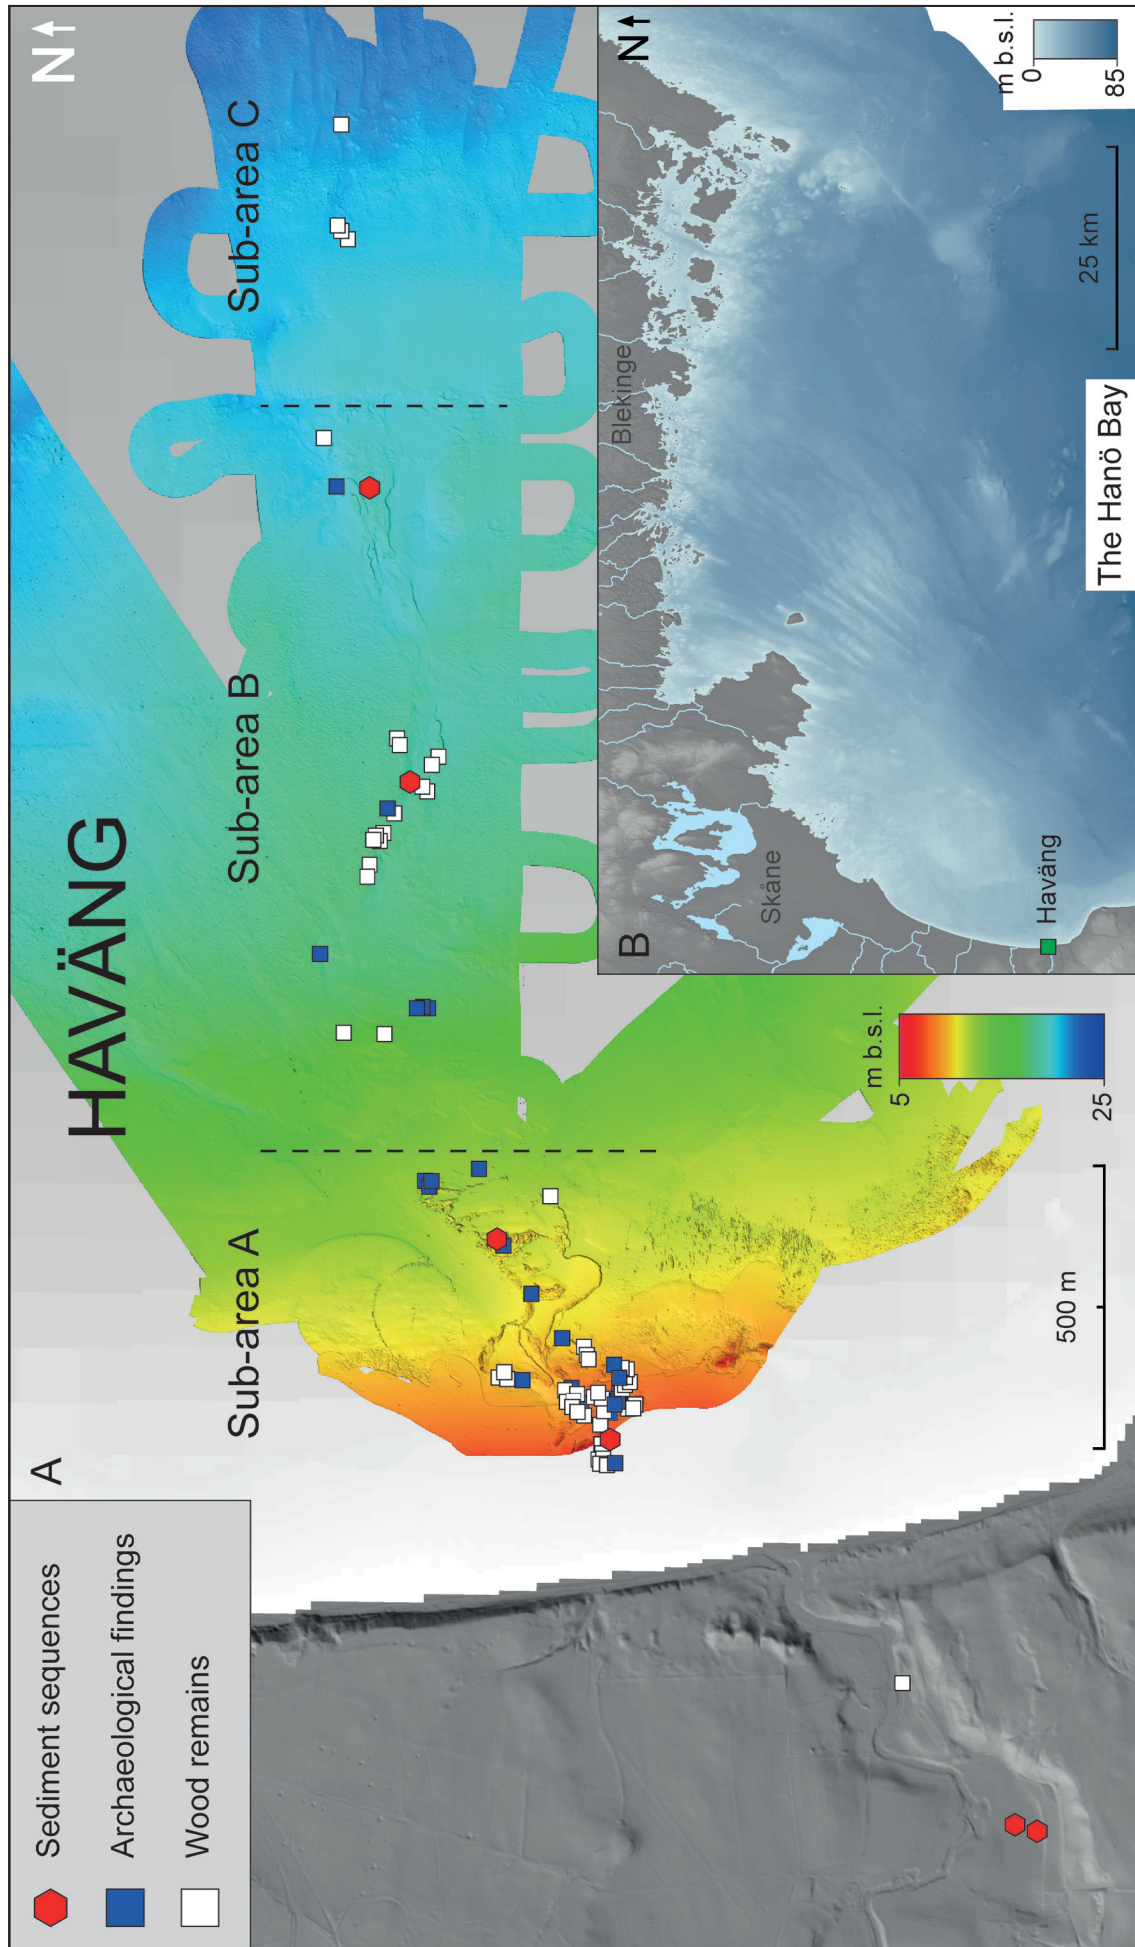 HAVÄNG
A
N
Sediment sequences
Archaeological findings
Wood remains
Sub-area A
Sub-area B
Sub-area C
500 m
m b.s.l.
5
25
B
N
Skåne
Blekinge
Haväng
The Hanö Bay
25 km
m b.s.l.
0
85